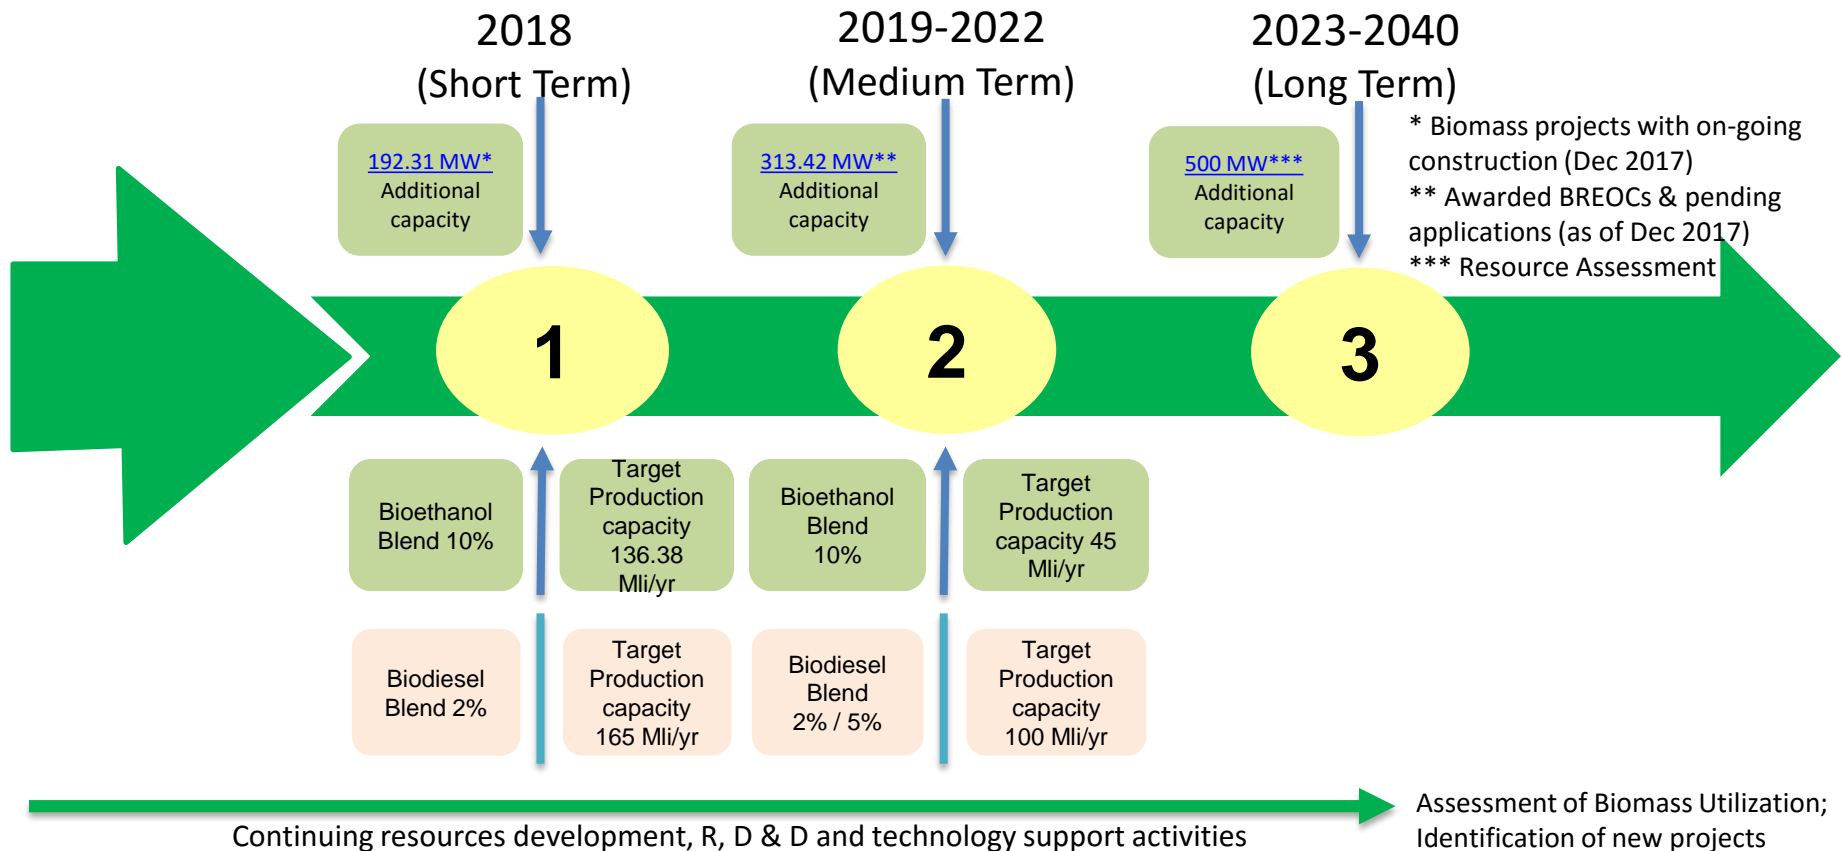 2018
(Short Term)
2019-2022
(Medium Term)
2023-2040
(Long Term)
192.31 MW*
Additional
capacity
313.42 MW**
Additional
capacity
500 MW***
Additional
capacity
* Biomass projects with on-going
construction (Dec 2017)
** Awarded BREOCs & pending
applications (as of Dec 2017)
*** Resource Assessment
1
2
3
Bioethanol
Blend 10%
Target
Production
capacity
136.38
Mli/yr
Bioethanol
Blend
10%
Target
Production
capacity 45
Mli/yr
Biodiesel
Blend 2%
Target
Production
capacity
165 Mli/yr
Biodiesel
Blend
2% / 5%
Target
Production
capacity
100 Mli/yr
Continuing resources development, R, D & D and technology support activities
Assessment of Biomass Utilization;
Identification of new projects